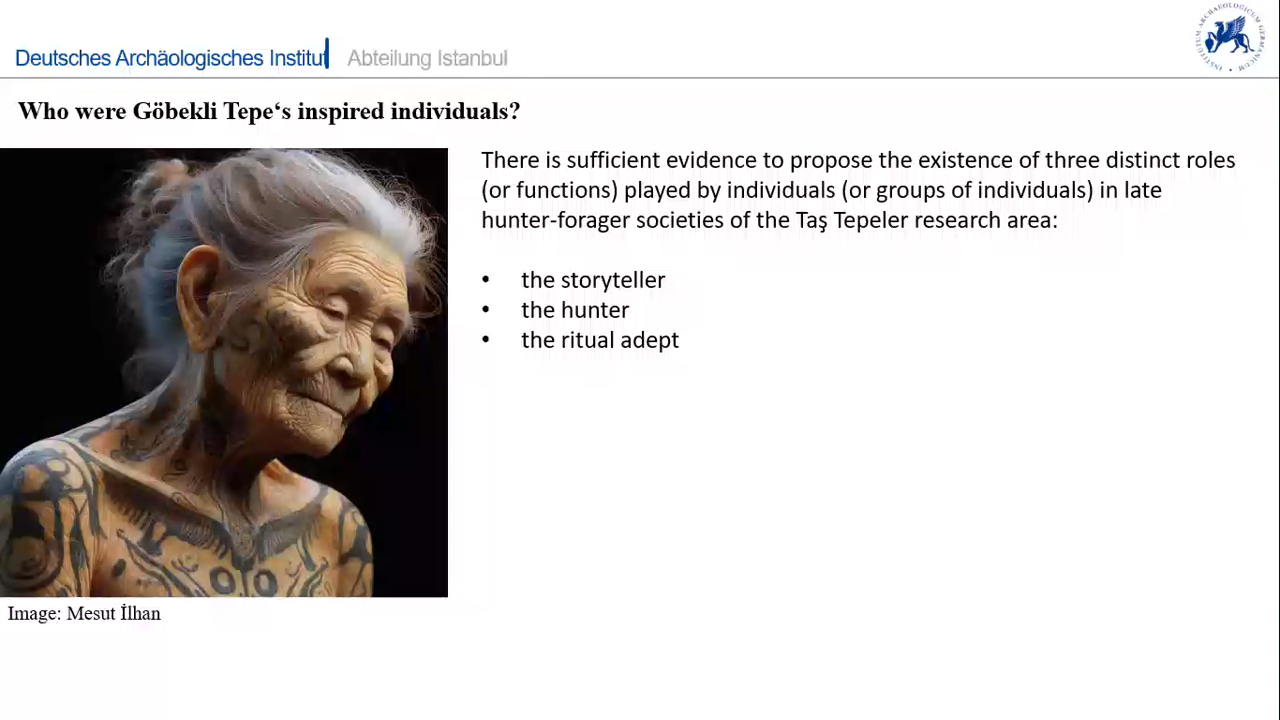 Deutsches Archäologisches Institut Abteilung Istanbul
Who were Göbekli Tepe‘s inspired individuals?
There is sufficient evidence to propose the existence of three distinct roles
(or functions) played by individuals (or groups of individuals) in late
hunter-forager societies of the Taş Tepeler research area:
• the storyteller
• the hunter
• the ritual adept
Image: Mesut İlhan